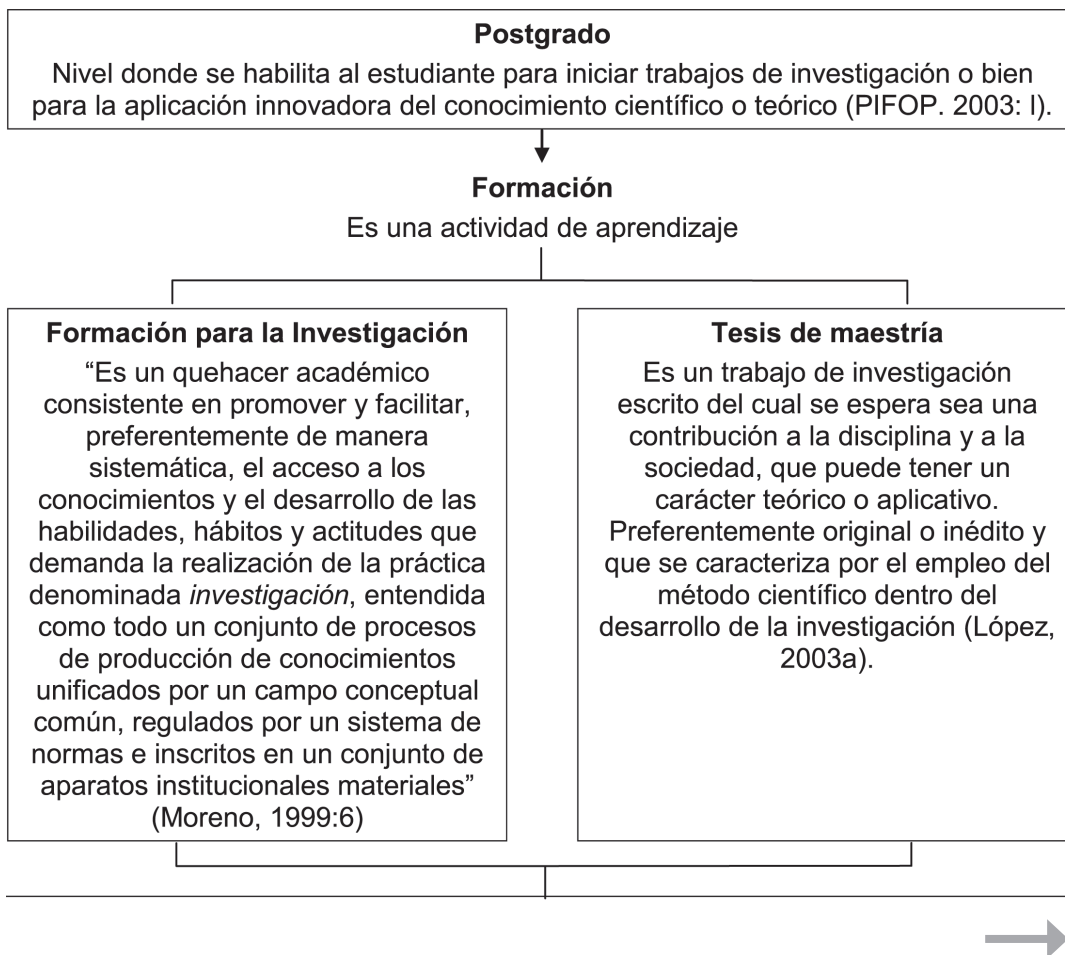 Postgrado
Nivel donde se habilita al estudiante para iniciar trabajos de investigación o bien
para la aplicación innovadora del conocimiento científico o teórico (PIFOP. 2003: I).
Formación
Es una actividad de aprendizaje
Formación para la Investigación
“Es un quehacer académico
consistente en promover y facilitar,
preferentemente de manera
sistemática, el acceso a los
conocimientos y el desarrollo de las
habilidades, hábitos y actitudes que
demanda la realización de la práctica
denominada investigación, entendida
como todo un conjunto de procesos
de producción de conocimientos
unificados por un campo conceptual
común, regulados por un sistema de
normas e inscritos en un conjunto de
aparatos institucionales materiales”
(Moreno, 1999:6)
Tesis de maestría
Es un trabajo de investigación
escrito del cual se espera sea una
contribución a la disciplina y a la
sociedad, que puede tener un
carácter teórico o aplicativo.
Preferentemente original o inédito y
que se caracteriza por el empleo del
método científico dentro del
desarrollo de la investigación (López,
2003a).